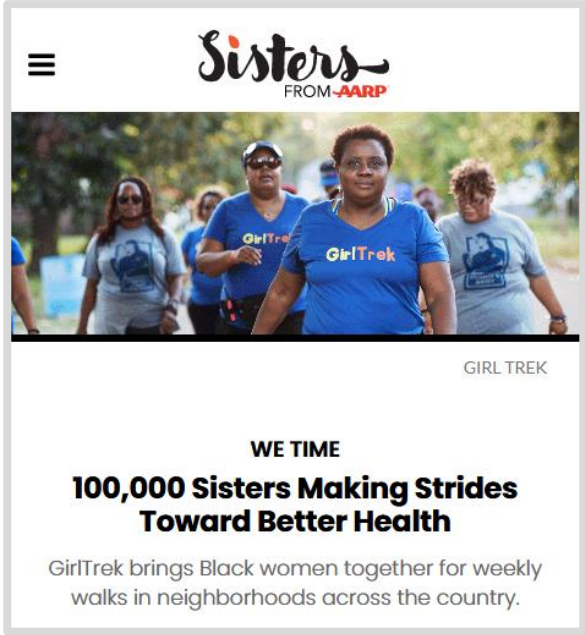 Sisters
FROM AARP
GirlTre
GirlTrek
GIRL TREK
WE TIME
100,000 Sisters Making Strides
Toward Better Health
GirlTrek brings Black women together for weekly
walks in neighborhoods across the country.